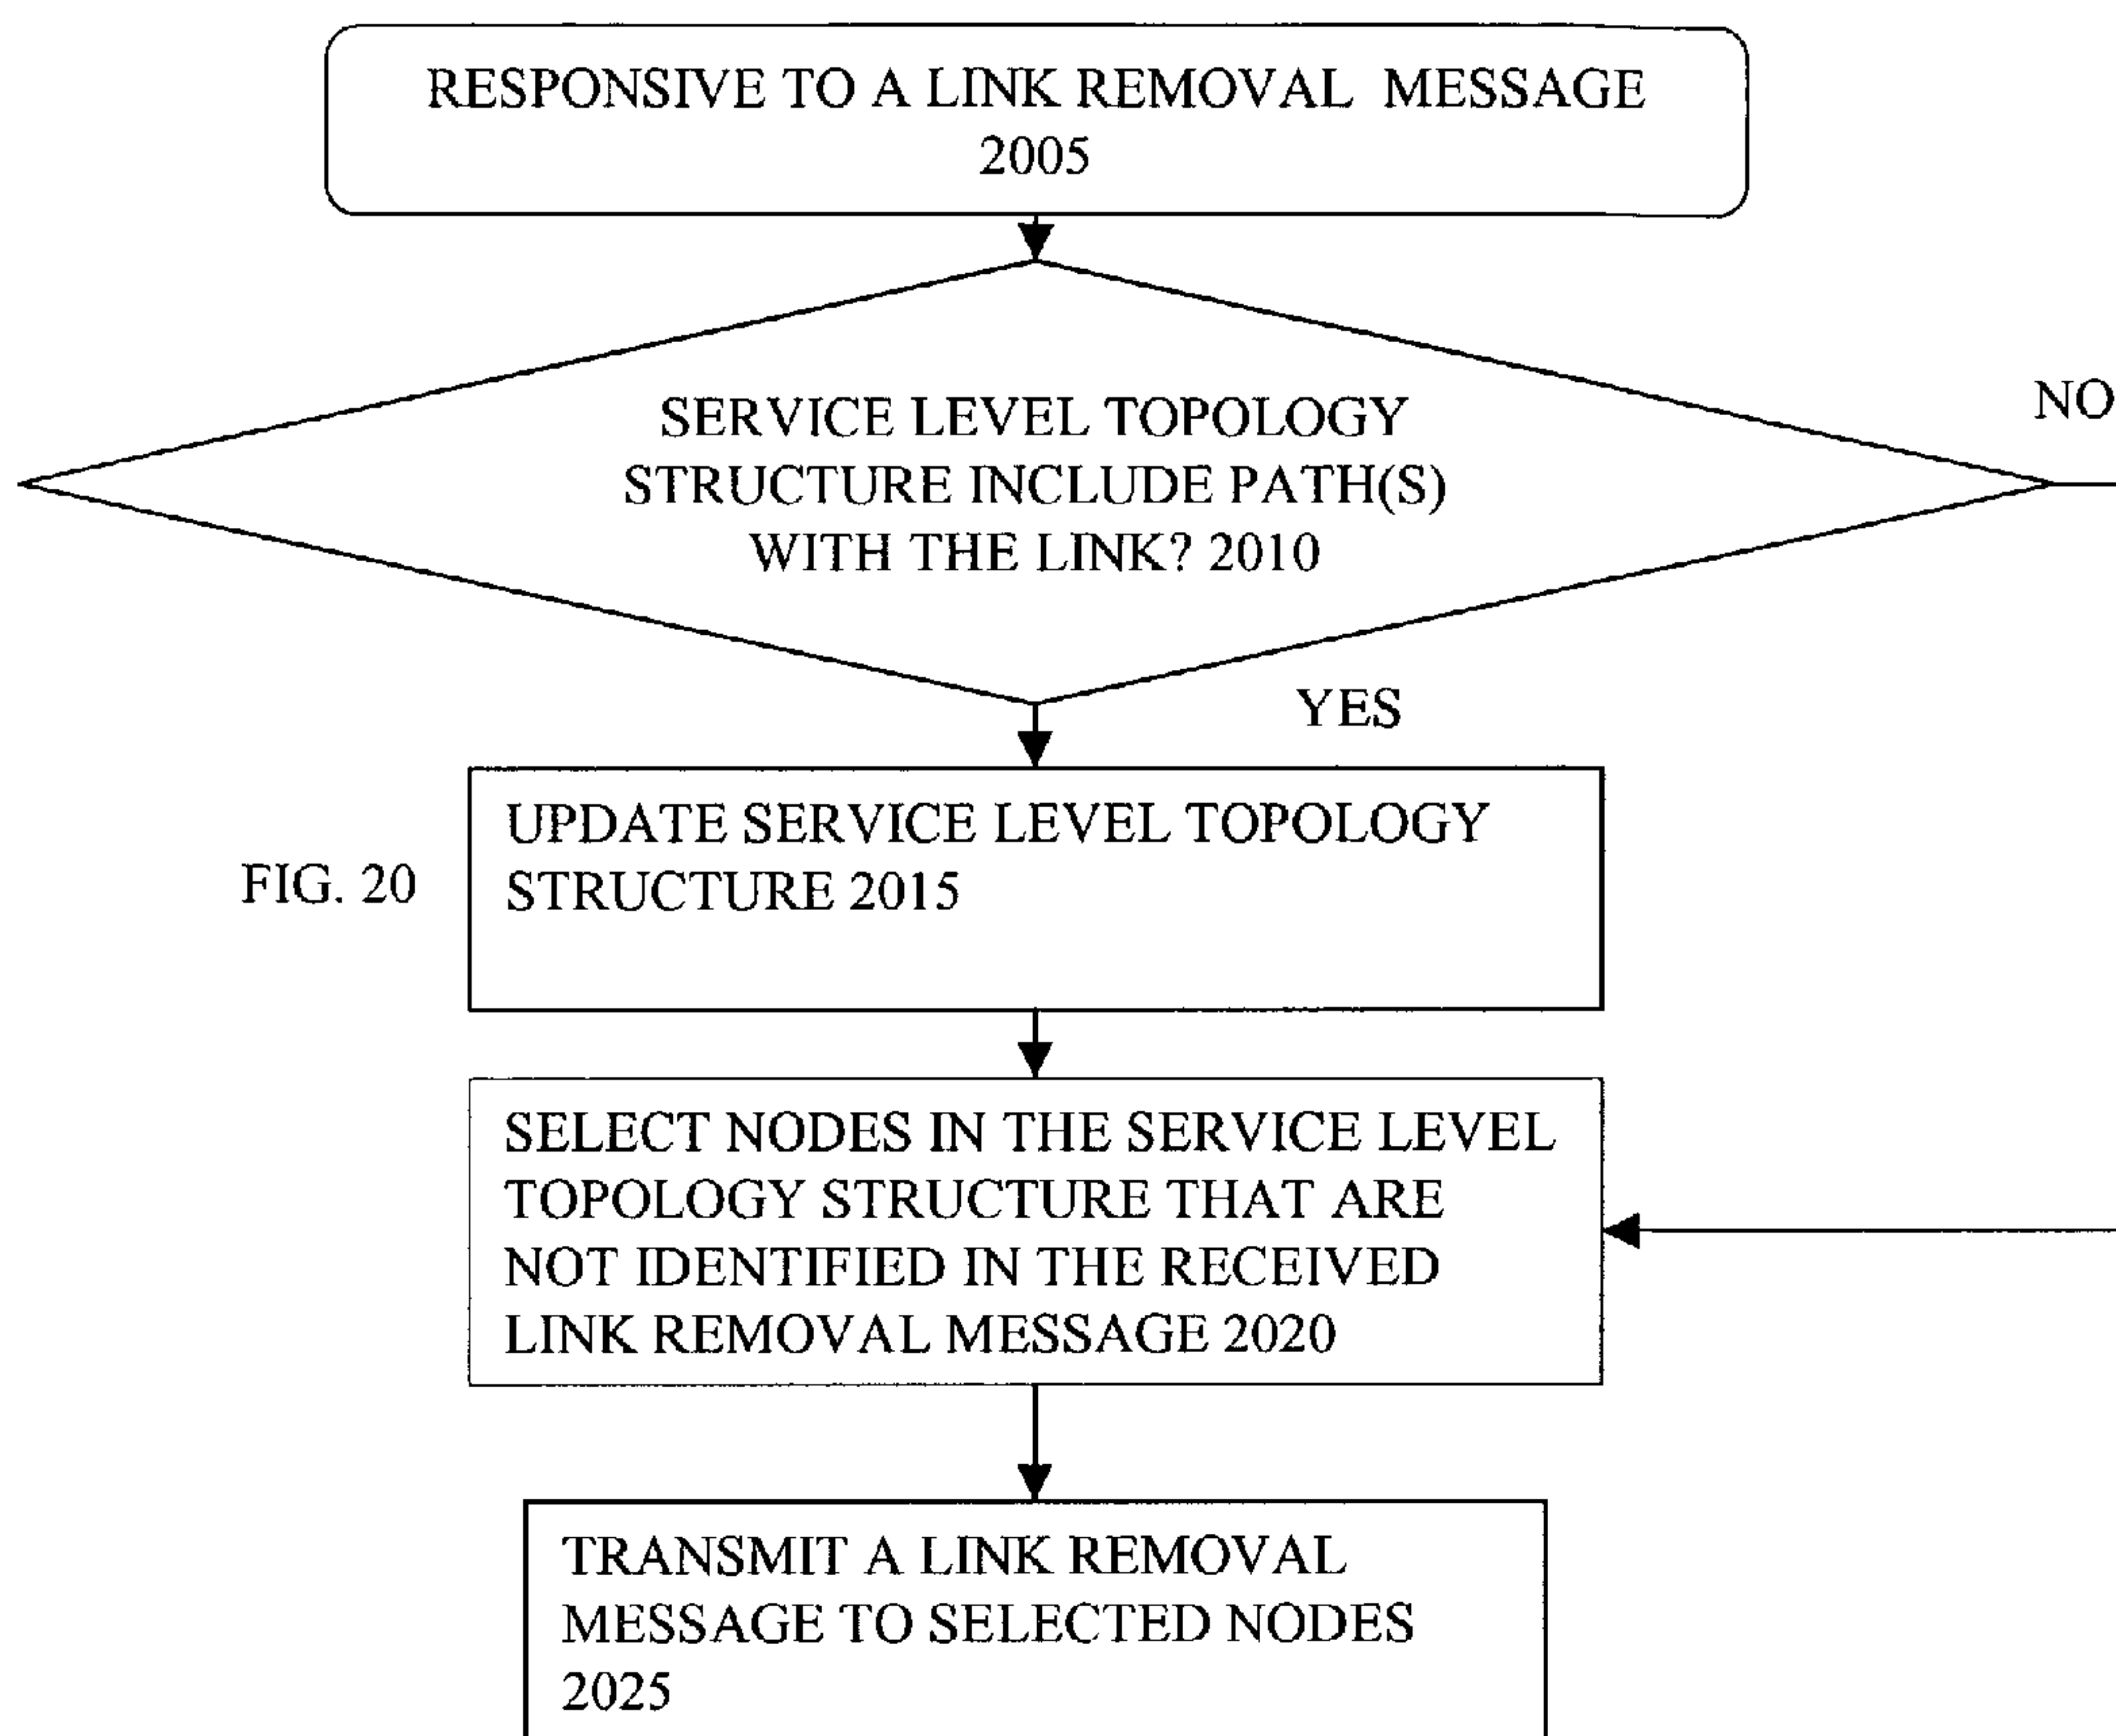 RESPONSIVE TO A LINK REMOVAL MESSAGE
2005
NO
SERVICE LEVEL TOPOLOGY
STRUCTURE INCLUDE PATH(S)
WITH THE LINK? 2010
YES
UPDATE SERVICE LEVEL TOPOLOGY
STRUCTURE 2015
FIG. 20
SELECT NODES IN THE SERVICE LEVEL
TOPOLOGY STRUCTURE THAT ARE
NOT IDENTIFIED IN THE RECEIVED
LINK REMOVAL MESSAGE 2020
TRANSMIT A LINK REMOVAL
MESSAGE TO SELECTED NODES
2025